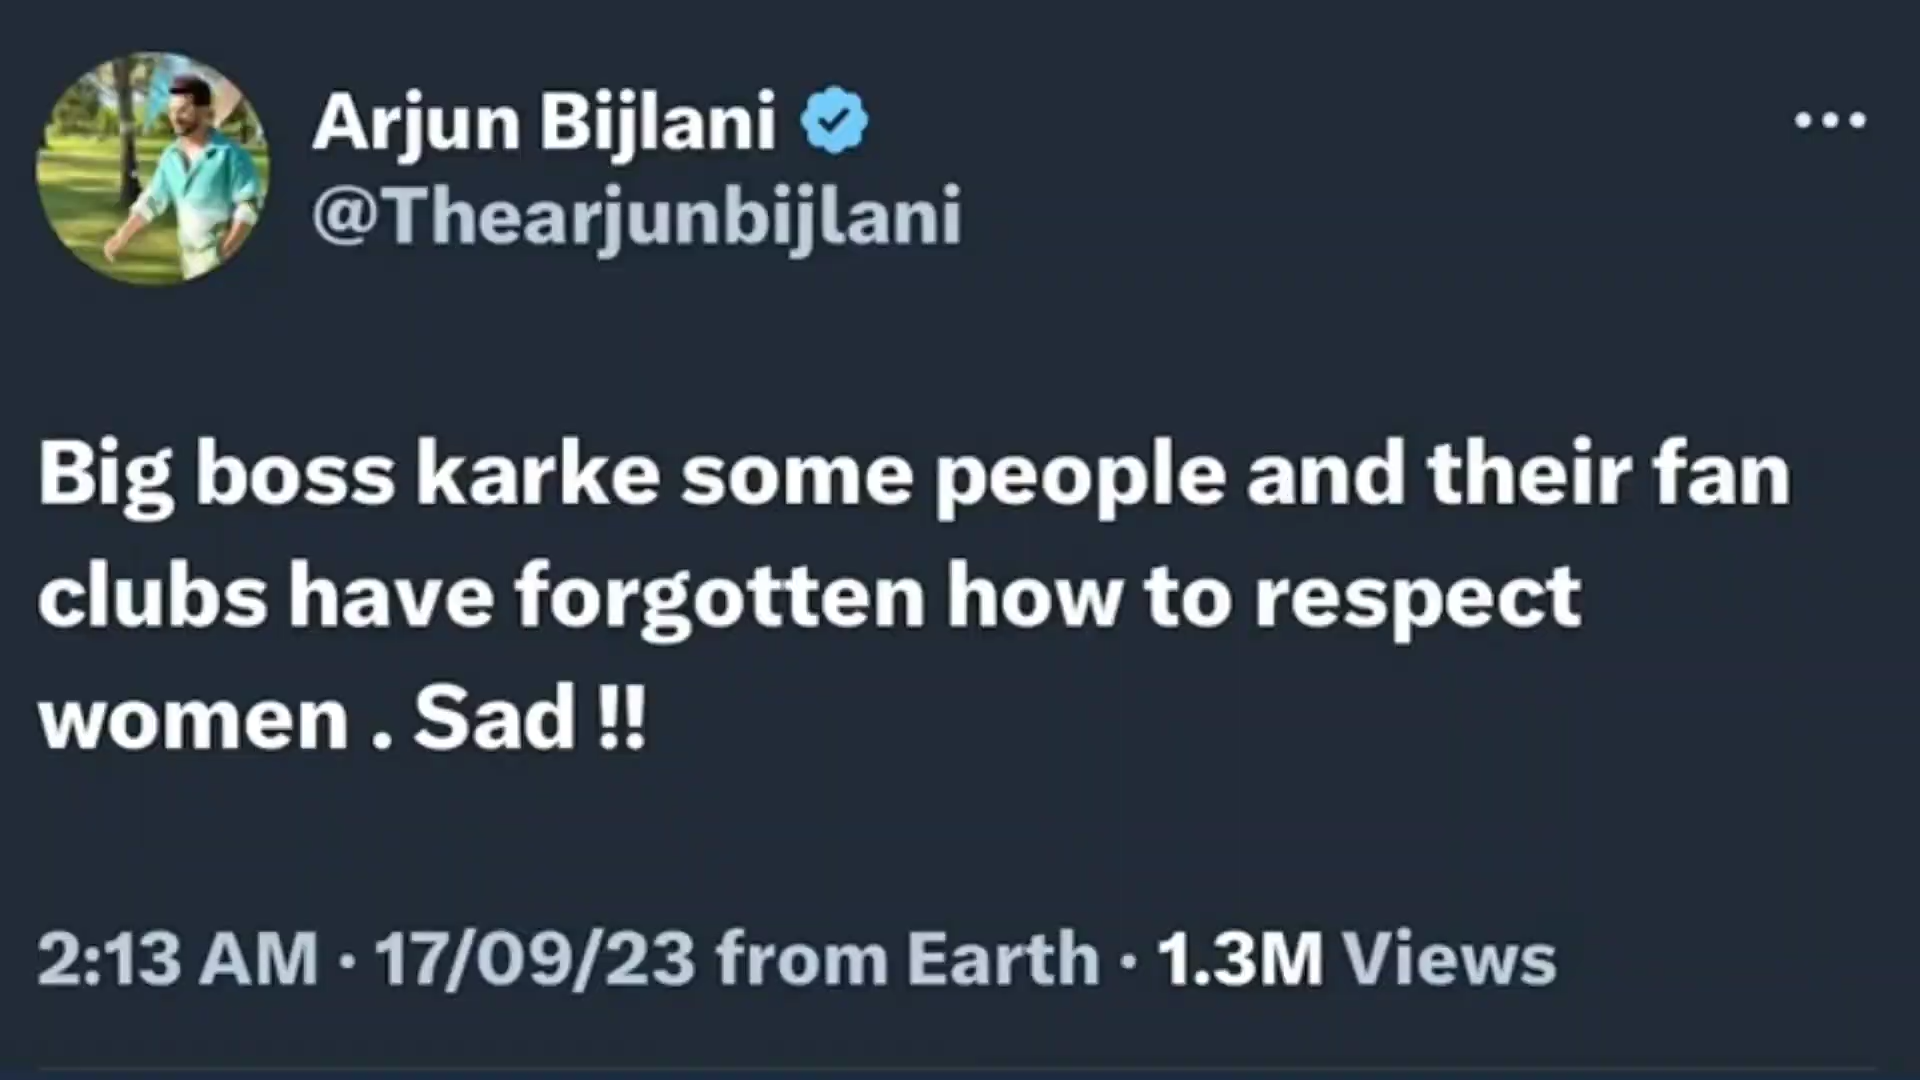 Arjun Bijlani
@Thearjunbijlani
Big boss karke some people and their fan
clubs have forgotten how to respect
women . Sad !!
2:13 AM · 17/09/23 from Earth · 1.3M Views